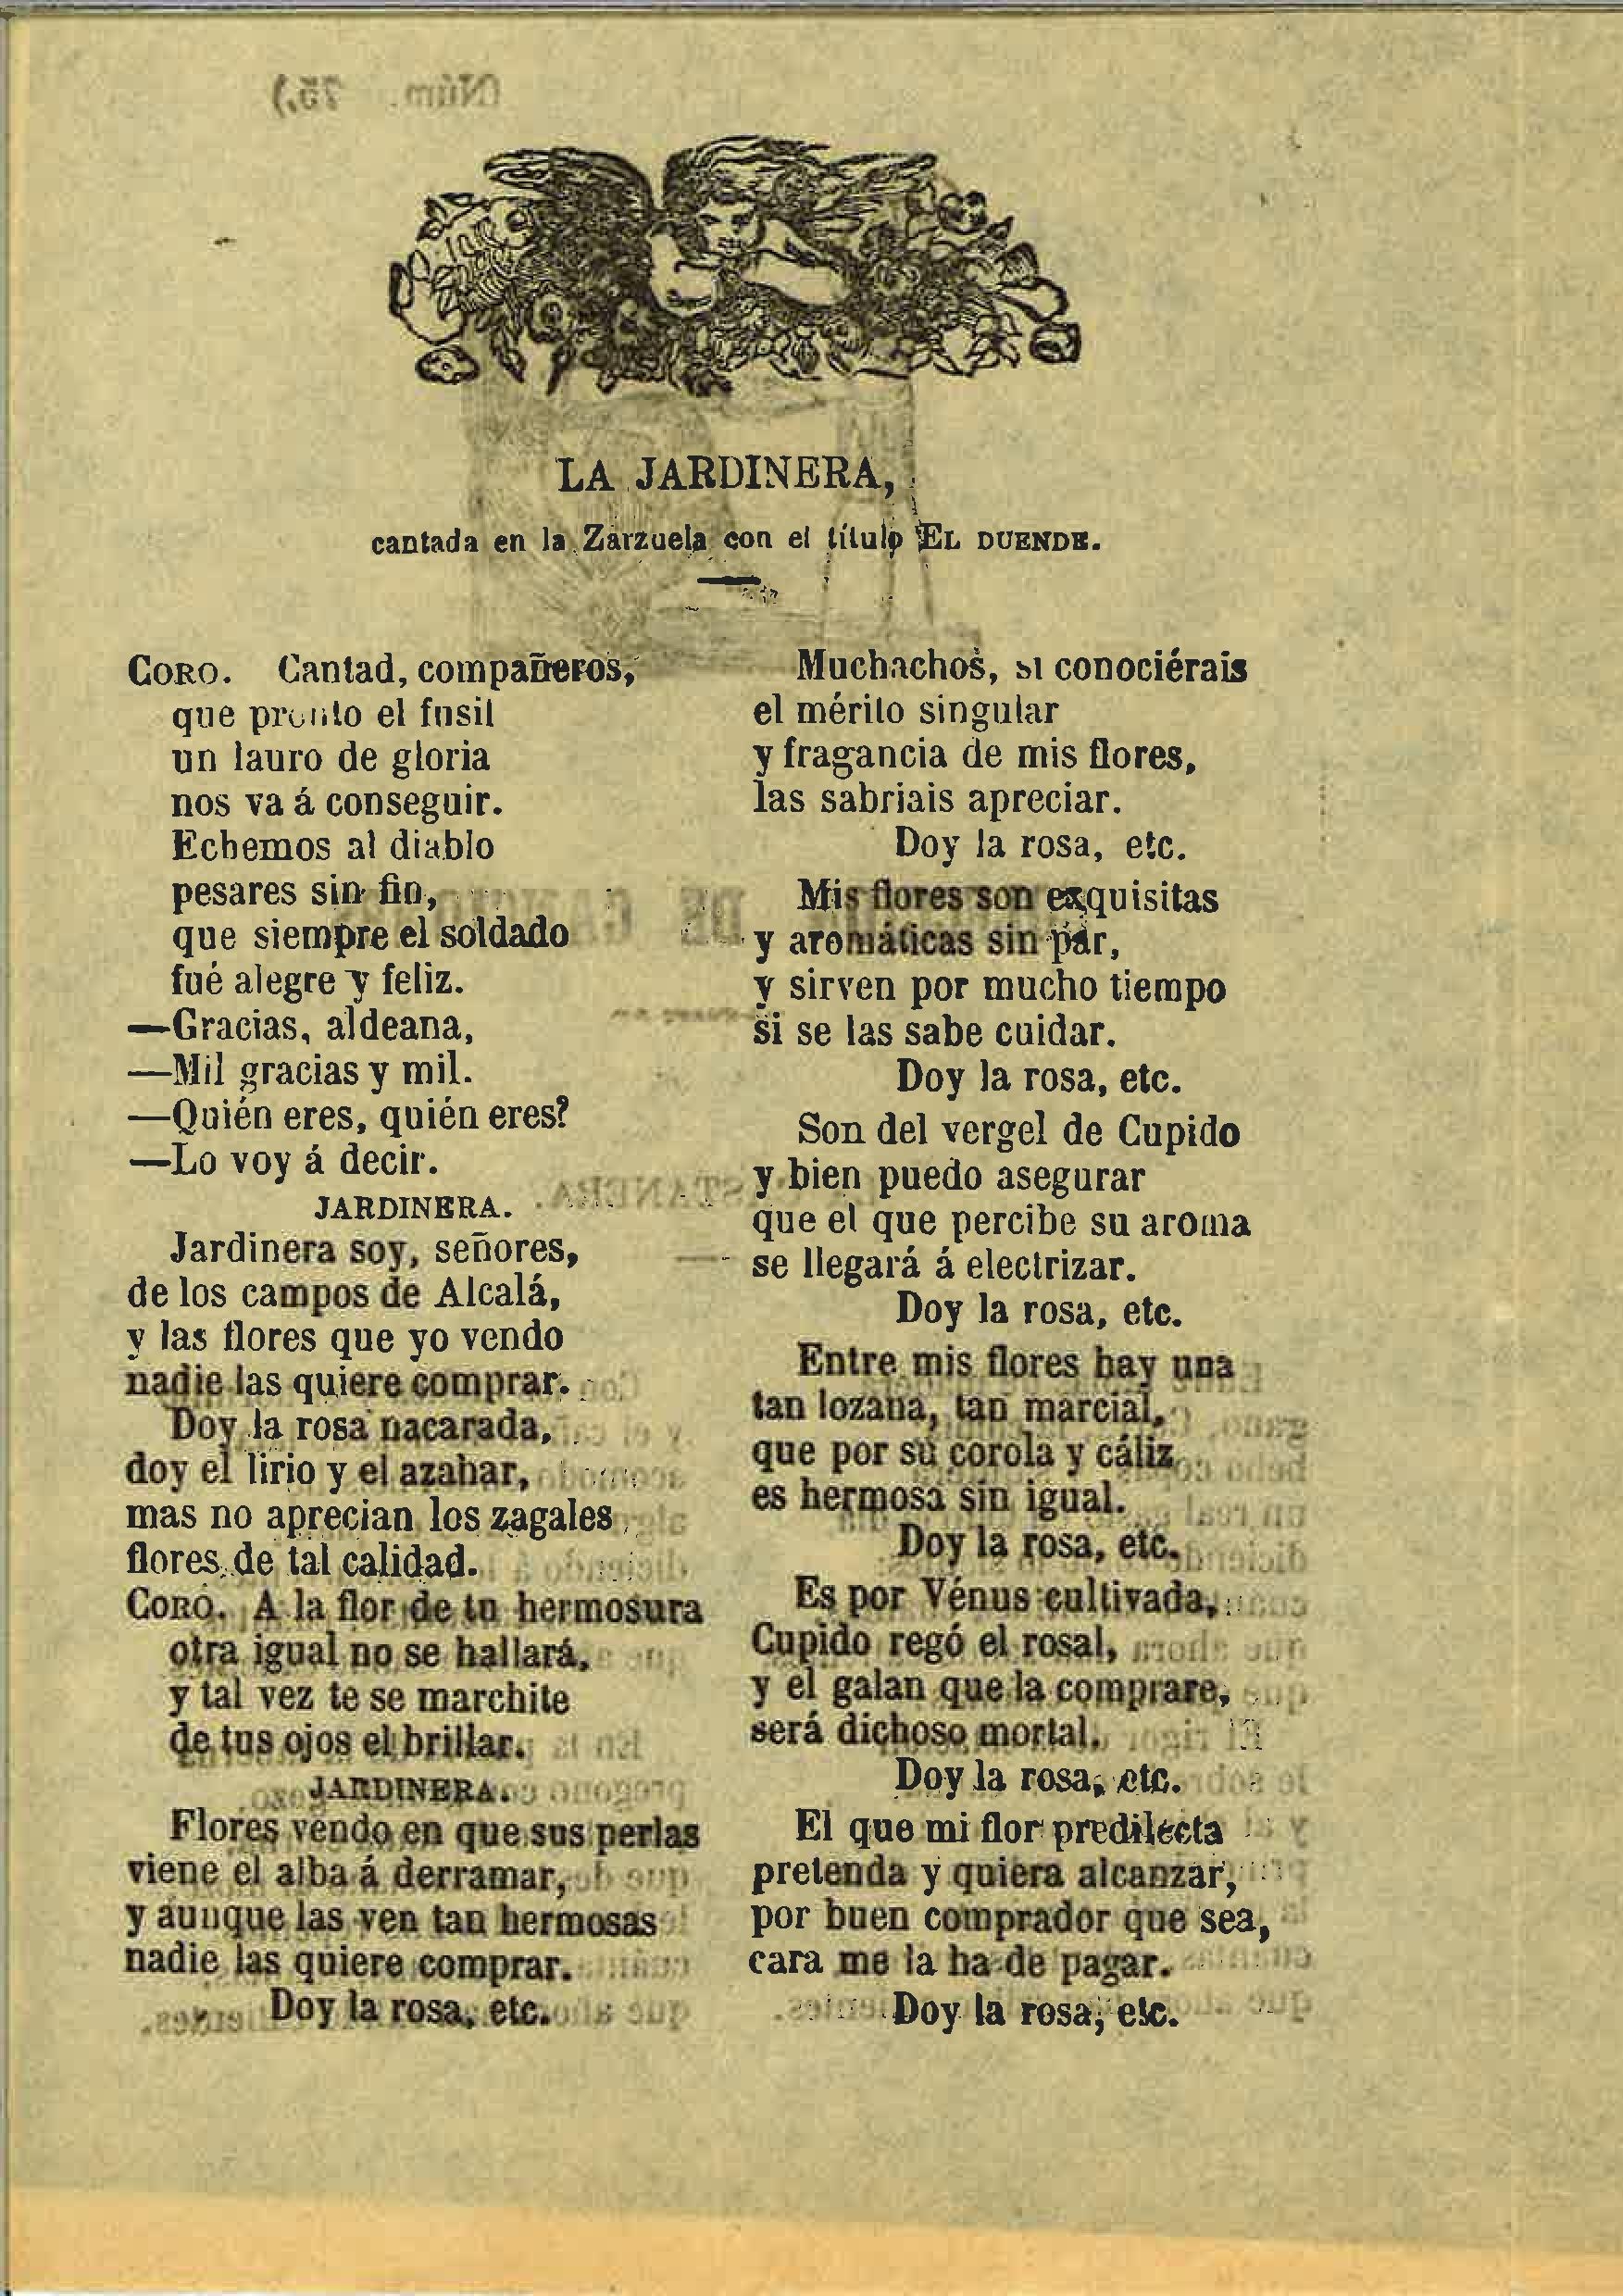 LA JARDINERA,
cantada en la Zarzuela con el título EL DUENDE.
CORO. Cantad, compañeros,
que pronto el fusil
un lauro de gloria
nos va á conseguir.
Echemos al diablo
pesares sin fin,
que siempre el soldado
fué alegre y feliz.
—Gracias, aldeana,
—Mil gracias y mil.
—Quién eres, quién eres?
—Lo voy á decir.
JARDINERA.
Jardinera soy, señores,
de los campos de Alcalá,
y las flores que yo vendo
nadie las quiere comprar.
Doy la rosa nacarada,
doy el lirio y el azahar,
mas no aprecian los zagales
flores de tal calidad.
CORO. A la flor de tu hermosura
otra igual no se hallará,
y tal vez te se marchite
de tus ojos el brillar.
JARDINERA.
Flores vendo en que sus perlas
viene el alba á derramar,
y aunque las ven tan hermosas
nadie las quiere comprar.
Doy la rosa, etc.
Muchachos, si conociérais
el mérito singular
y fragancia de mis flores,
las sabriais apreciar.
Doy la rosa, etc.
Mis flores son exquisitas
y aromáticas sin par,
y sirven por mucho tiempo
si se las sabe cuidar.
Doy la rosa, etc.
Son del vergel de Cupido
y bien puedo asegurar
que el que percibe su aroma
se llegará á electrizar.
Doy la rosa, etc.
Entre mis flores hay una
tan lozana, tan marcial,
que por su corola y cáliz
es hermosa sin igual.
Doy la rosa, etc.
Es por Vénus cultivada,
Cupido regó el rosal,
y el galan que la comprare,
será dichoso mortal.
Doy la rosa, etc.
El que mi flor predilecta
pretenda y quiera alcanzar,
por buen comprador que sea,
cara me la ha de pagar.
Doy la rosa, etc.